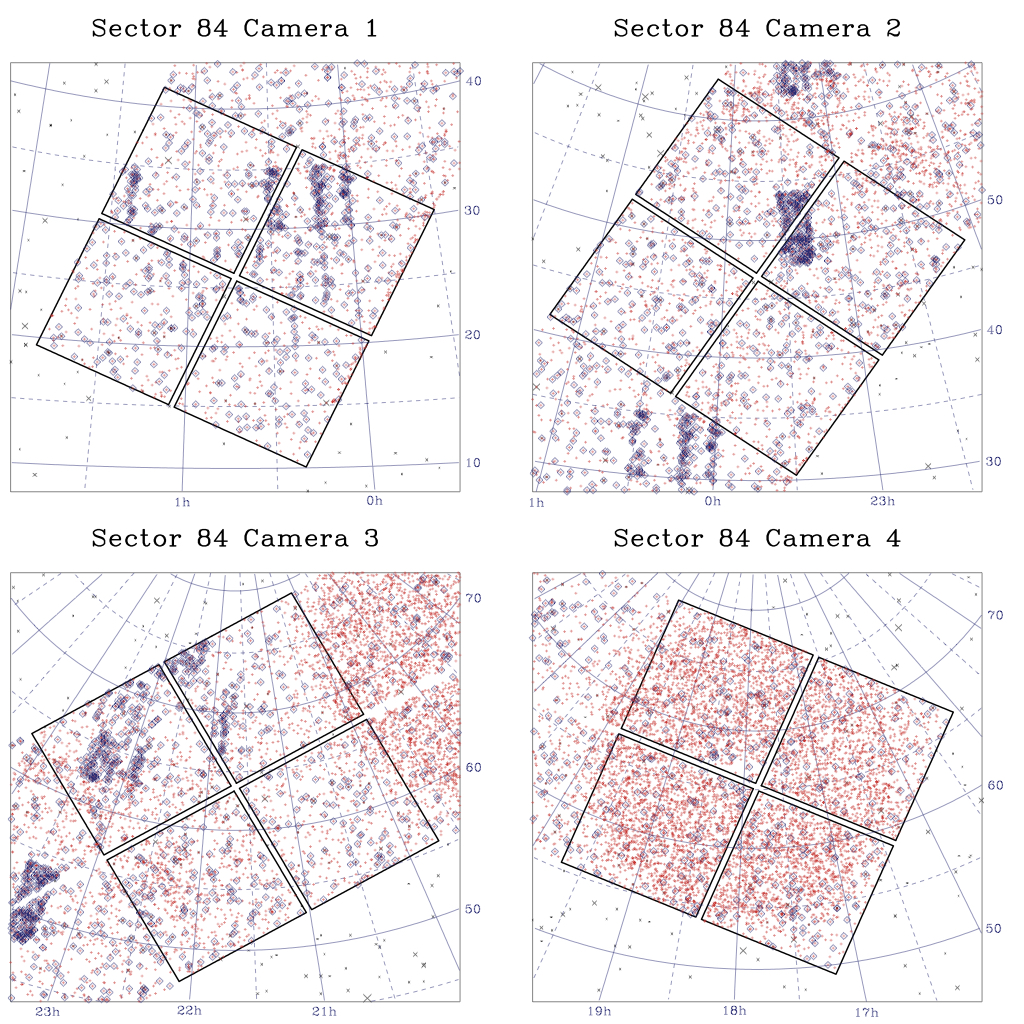 Sector 84 Camera 1
Sector 84 Camera 2
40
30
20
10
1h
0h
50
40
30
1h
0h
23h
Sector 84 Camera 3
Sector 84 Camera 4
70
60
50
23h
22h
21h
70
60
50
19h
18h
17h